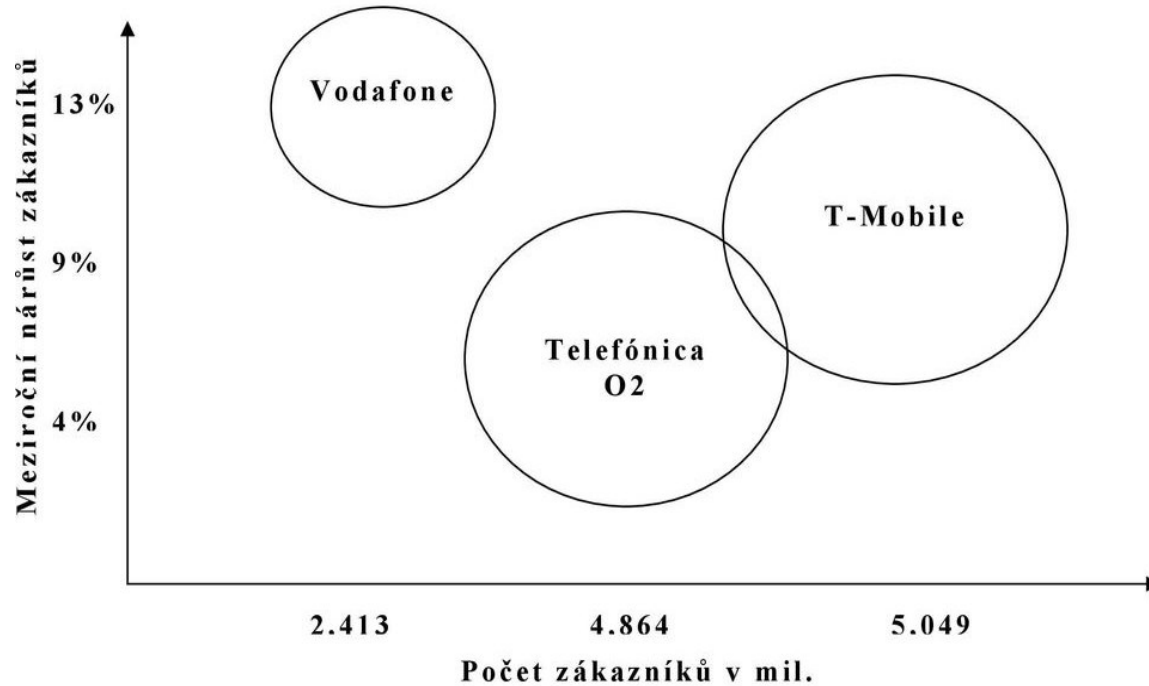 Meziroční nárůst zákazníků
13%
9%
4%
Vodafone
T-Mobile
Telefónica
O2
2.413
4.864
5.049
Počet zákazníků v mil.